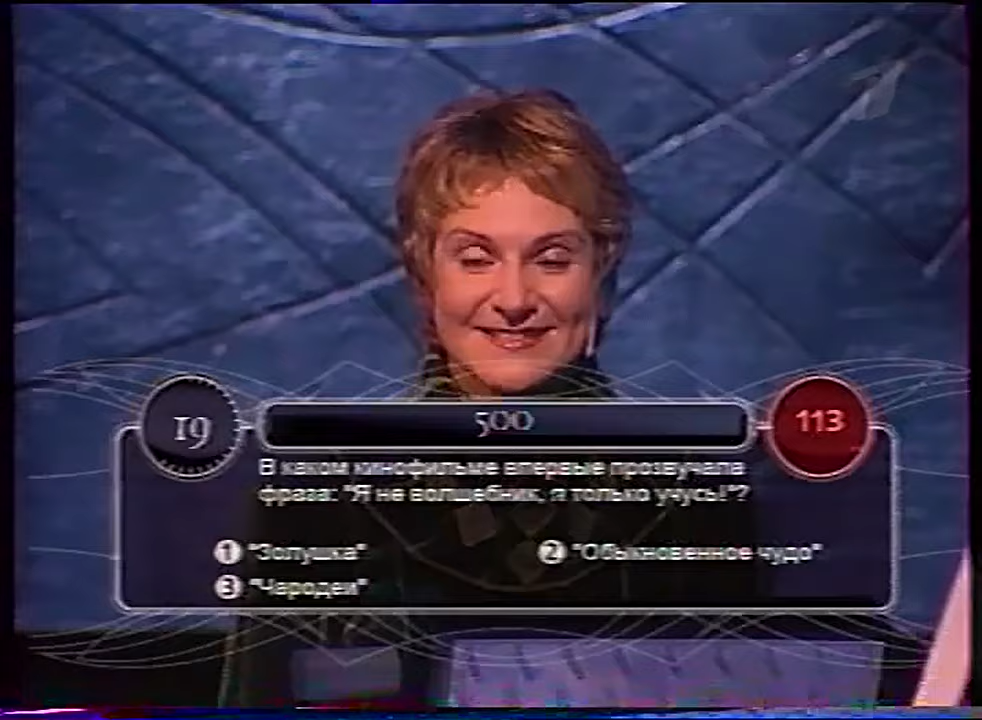 19
500
113
В каком кинофильме впервые прозвучала
фраза: "Я не волшебник, я только учусь!"?
1 "Золушка"
2 "Обыкновенное чудо"
3 "Чародеи"